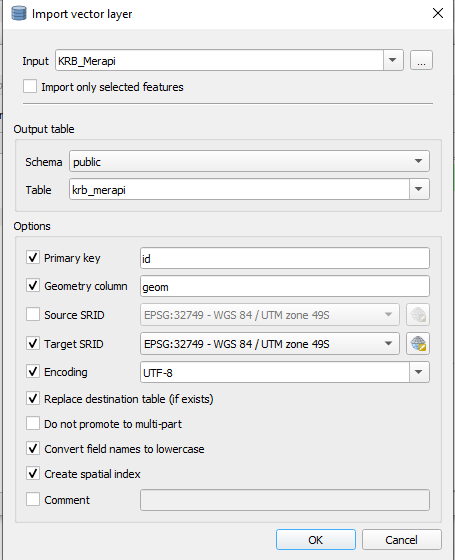 Import vector layer
Input KRB_Merapi ...
Import only selected features
Output table
Schema public
Table krb_merapi
Options
Primary key id
Geometry column geom
Source SRID EPSG:32749 - WGS 84 / UTM zone 49S
Target SRID EPSG:32749 - WGS 84 / UTM zone 49S
Encoding UTF-8
Replace destination table (if exists)
Do not promote to multi-part
Convert field names to lowercase
Create spatial index
Comment
OK Cancel